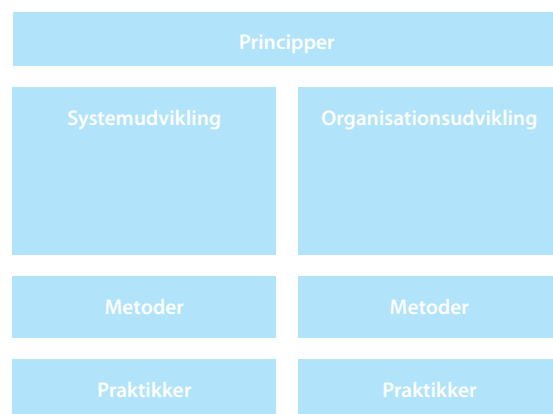 Principper
Systemudvikling
Organisationsudvikling
Metoder
Metoder
Praktikker
Praktikker